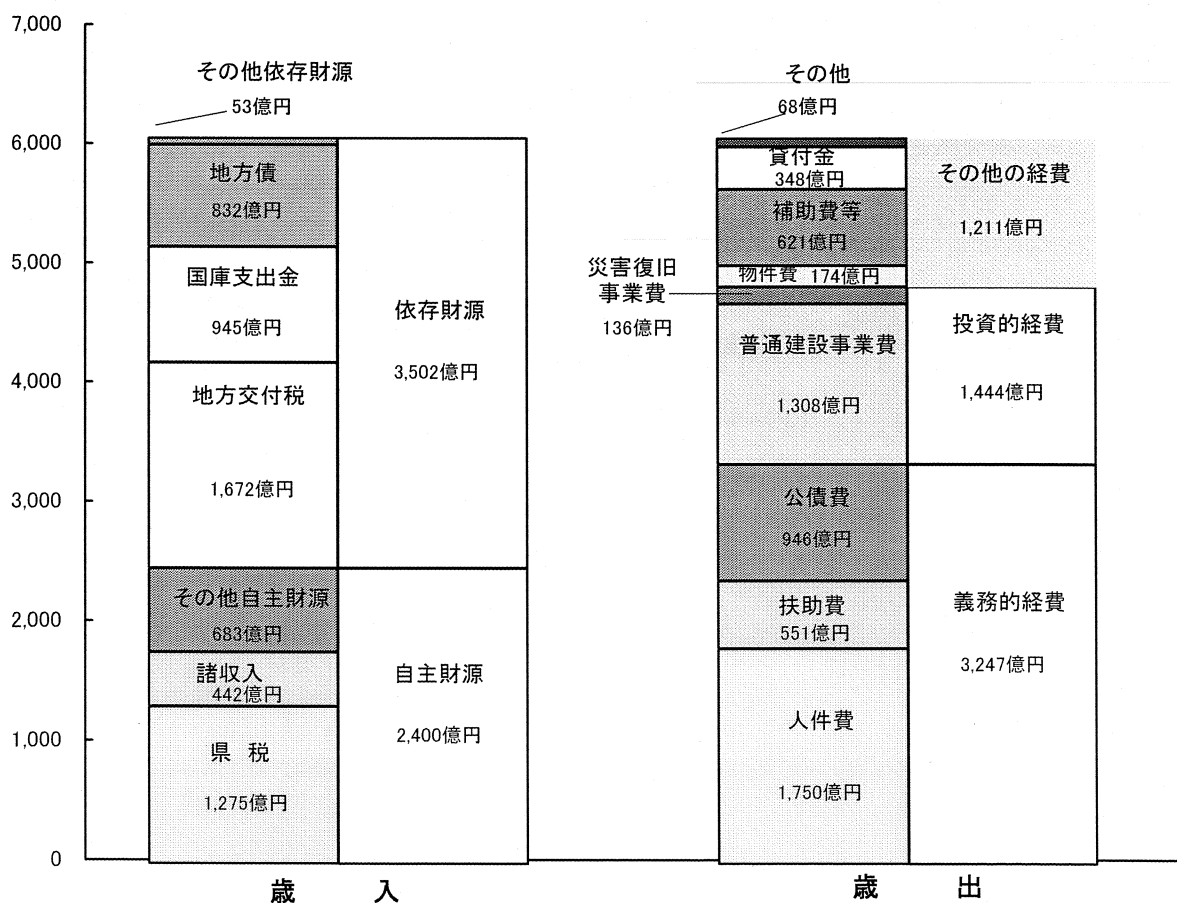 7,000
6,000
5,000
4,000
3,000
2,000
1,000
0
その他依存財源
53億円
地方債
832億円
国庫支出金
945億円
地方交付税
1,672億円
その他自主財源
683億円
諸収入
442億円
県 税
1,275億円
依存財源
3,502億円
自主財源
2,400億円
歳 入
その他
68億円
貸付金
348億円
補助費等
621億円
物件費 174億円
災害復旧
事業費
136億円
普通建設事業費
1,308億円
公債費
946億円
扶助費
551億円
人件費
1,750億円
その他の経費
1,211億円
投資的経費
1,444億円
義務的経費
3,247億円
歳 出